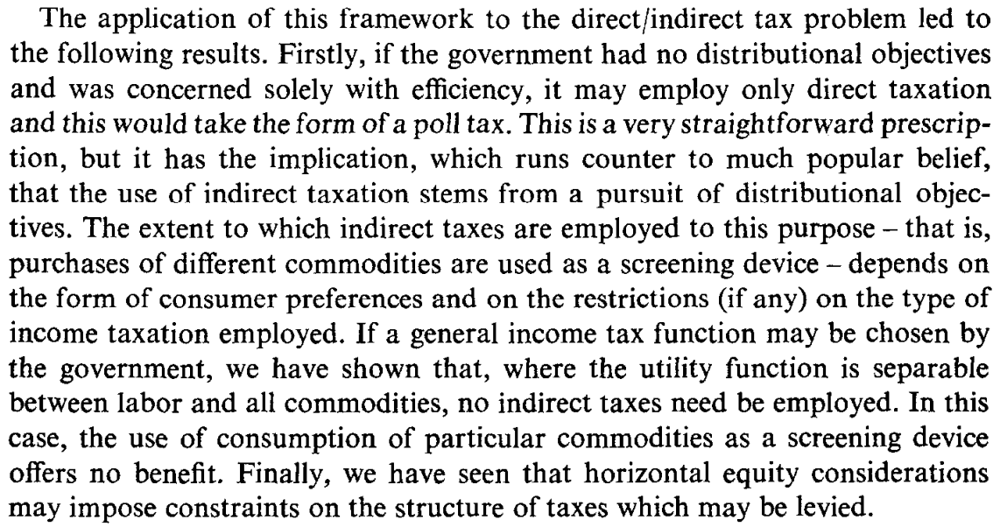 The application of this framework to the direct/indirect tax problem led to
the following results. Firstly, if the government had no distributional objectives
and was concerned solely with efficiency, it may employ only direct taxation
and this would take the form of a poll tax. This is a very straightforward prescrip-
tion, but it has the implication, which runs counter to much popular belief,
that the use of indirect taxation stems from a pursuit of distributional objec-
tives. The extent to which indirect taxes are employed to this purpose – that is,
purchases of different commodities are used as a screening device – depends on
the form of consumer preferences and on the restrictions (if any) on the type of
income taxation employed. If a general income tax function may be chosen by
the government, we have shown that, where the utility function is separable
between labor and all commodities, no indirect taxes need be employed. In this
case, the use of consumption of particular commodities as a screening device
offers no benefit. Finally, we have seen that horizontal equity considerations
may impose constraints on the structure of taxes which may be levied.